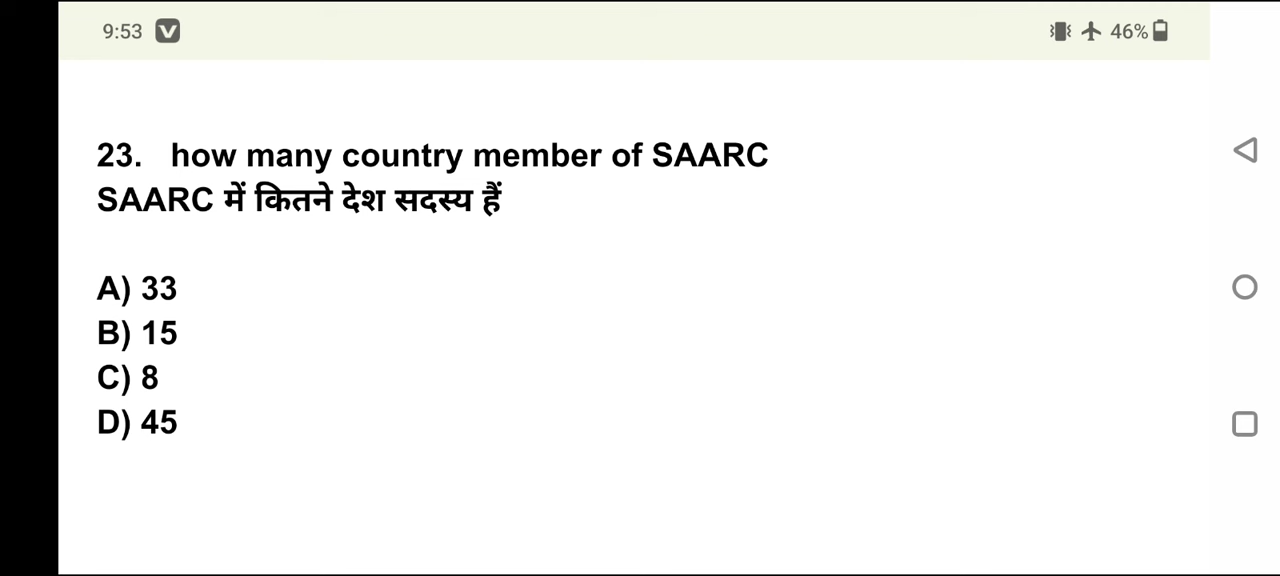 9:53 46%
23. how many country member of SAARC
SAARC में कितने देश सदस्य हैं
A) 33
B) 15
C) 8
D) 45